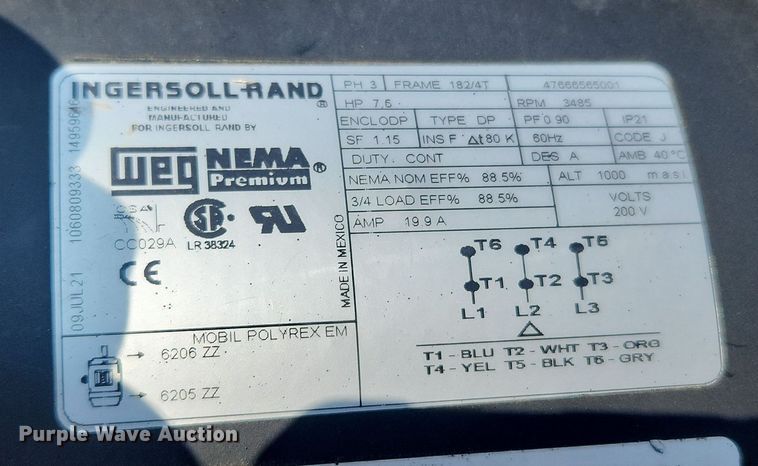 INGERSOLL-RAND ®
ENGINEERED AND
MANUFACTURED
FOR INGERSOLL RAND BY
WEG NEMA Premium ®
CC029A
LR 38324
CE
09JUL21 1060809333
MADE IN MEXICO
MOBIL POLYREX EM
6206 ZZ
6205 ZZ
PH 3 FRAME 182/4T 47666565001
HP 7,5 RPM 3485
ENCL ODP TYPE DP PF 0.90 IP21
SF 1.15 INS F Δt 80 K 60Hz CODE J
DUTY. CONT DES A AMB 40°C
NEMA NOM EFF% 88.5% ALT 1000 m.a.s.l.
3/4 LOAD EFF% 88.5% VOLTS
AMP 19.9 A 200 V
T6 T4 T5
T1 T2 T3
L1 L2 L3
T1 - BLU T2 - WHT T3 - ORG
T4 - YEL T5 - BLK T6 - GRY
Purple Wave Auction